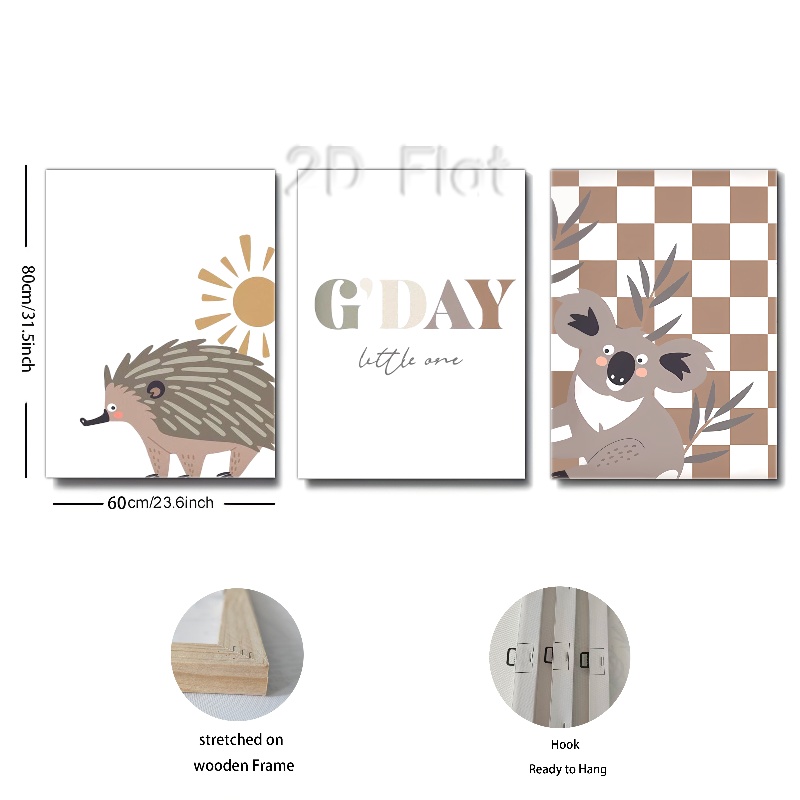 2D Flat
80cm/31.5inch
G'DAY
little one
60cm/23.6inch
stretched on
wooden Frame
Hook
Ready to Hang